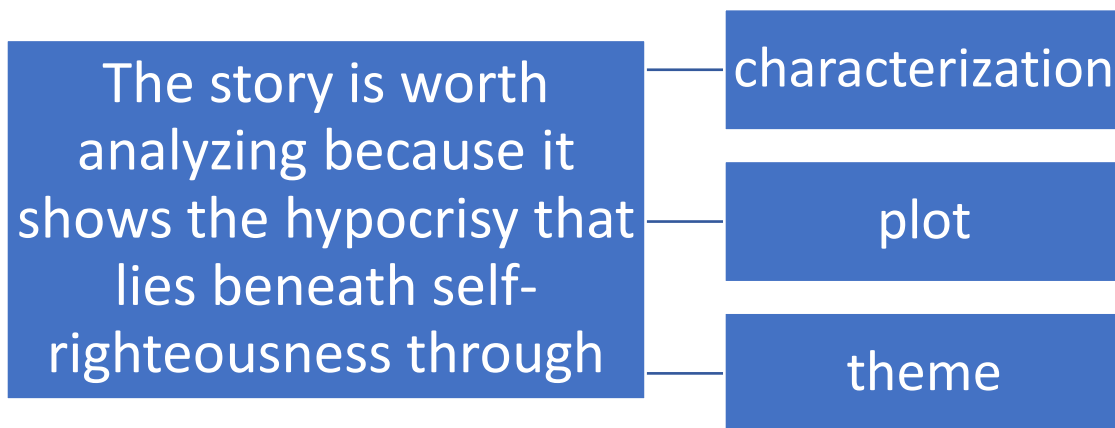 The story is worth
analyzing because it
shows the hypocrisy that
lies beneath self-
righteousness through
characterization
plot
theme